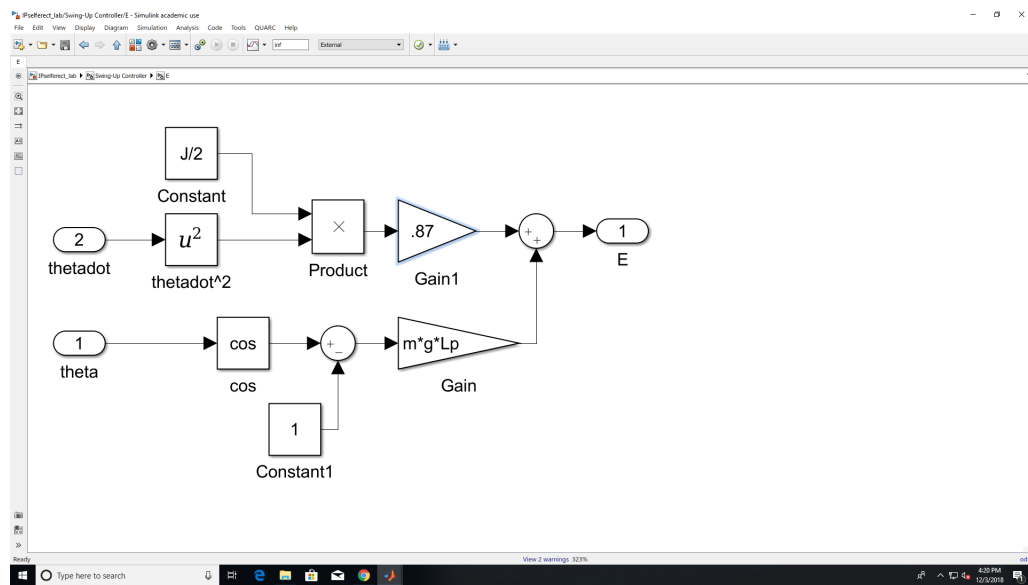 IPselferect_lab/Swing-Up Controller/E - Simulink academic use
File Edit View Display Diagram Simulation Analysis Code Tools QUARC Help
inf External
E
IPselferect_lab Swing-Up Controller E
J/2
Constant
2
thetadot
u²
thetadot^2
×
Product
.87
Gain1
+
+
1
E
1
theta
cos
cos
+
−
m*g*Lp
Gain
1
Constant1
Ready View 2 warnings 323%
Type here to search
4:20 PM
12/3/2018